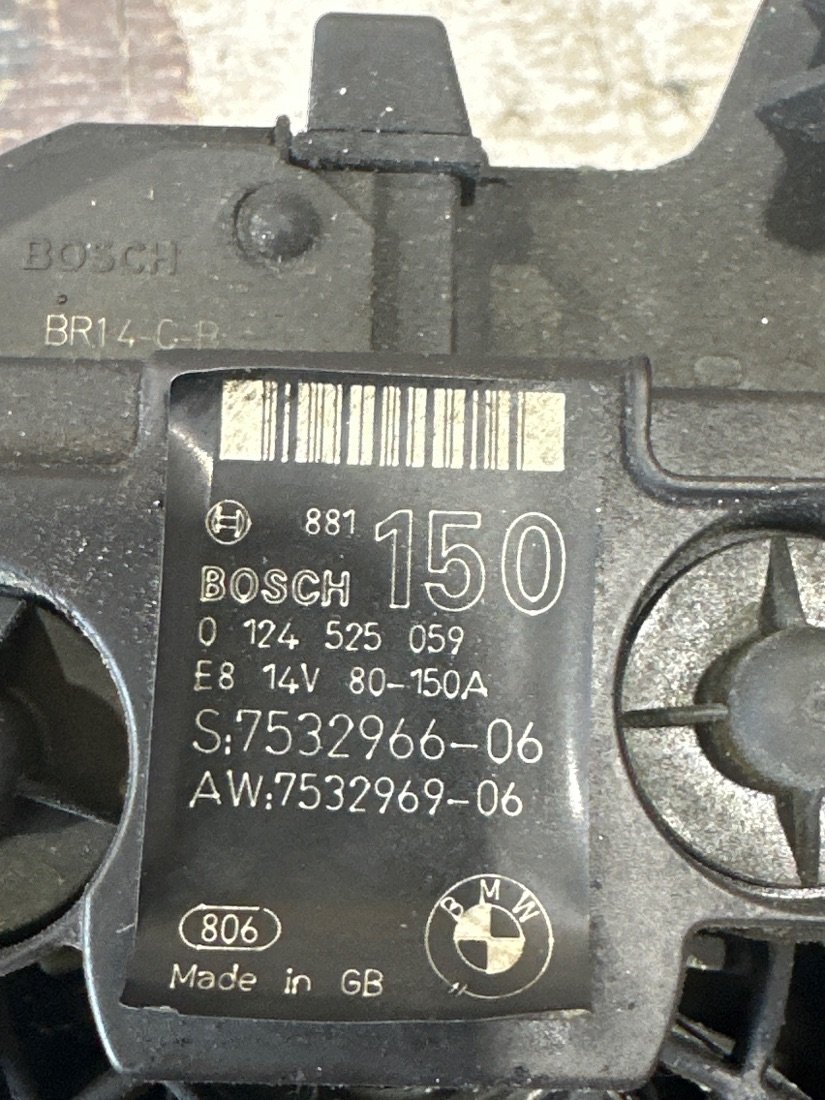 BOSCH
BR14-C-B
881 150
BOSCH
0 124 525 059
E8 14V 80-150A
S:7532966-06
AW:7532969-06
806
BMW
Made in GB